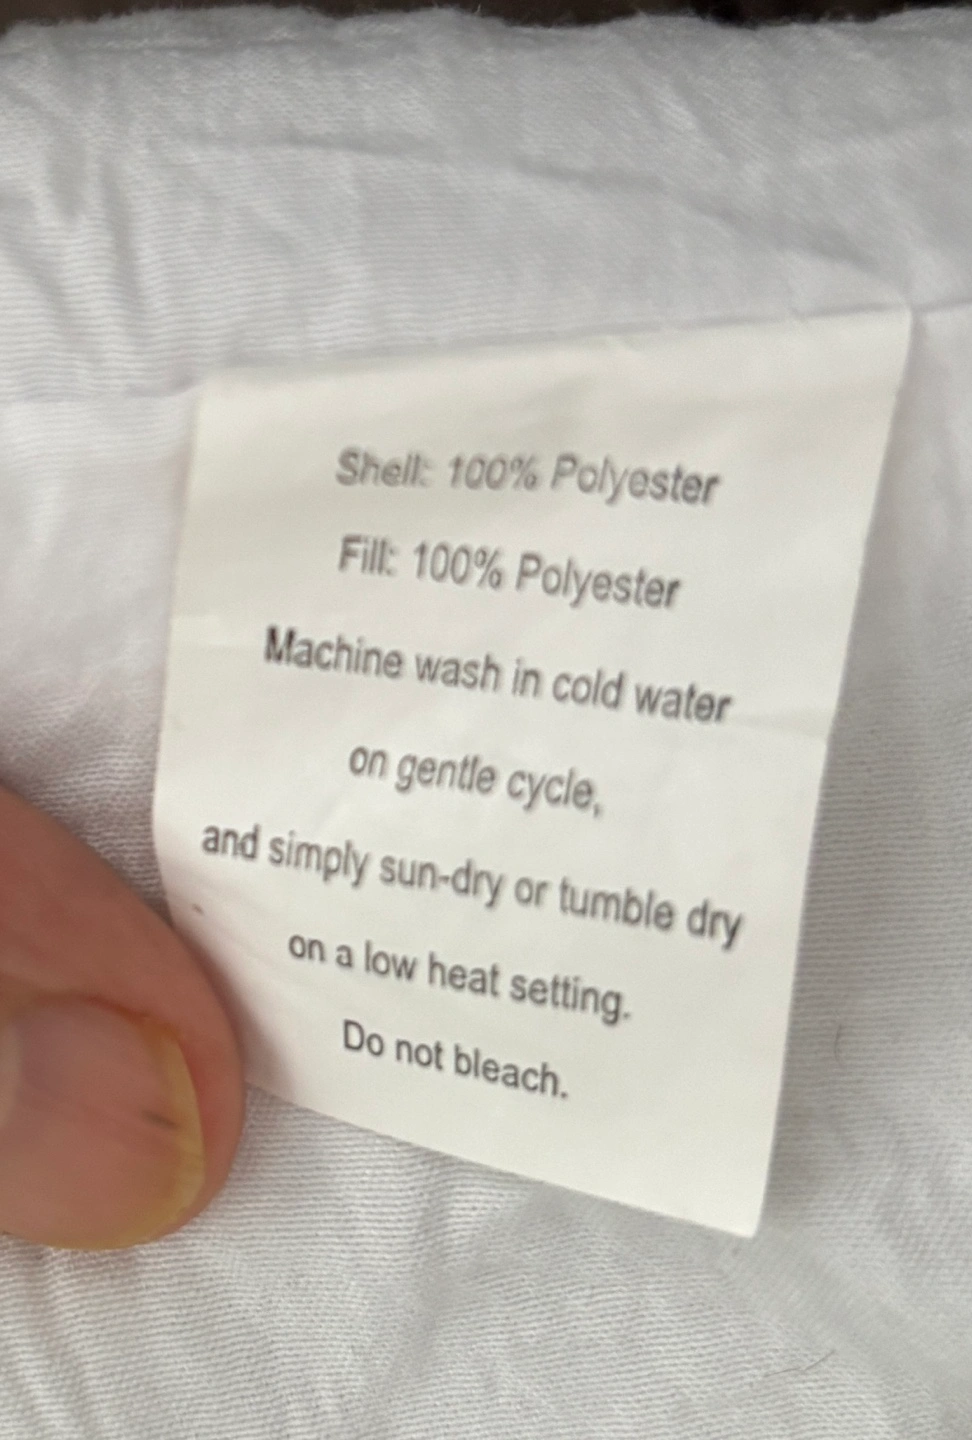 Shell: 100% Polyester
Fill: 100% Polyester
Machine wash in cold water
on gentle cycle,
and simply sun-dry or tumble dry
on a low heat setting.
Do not bleach.